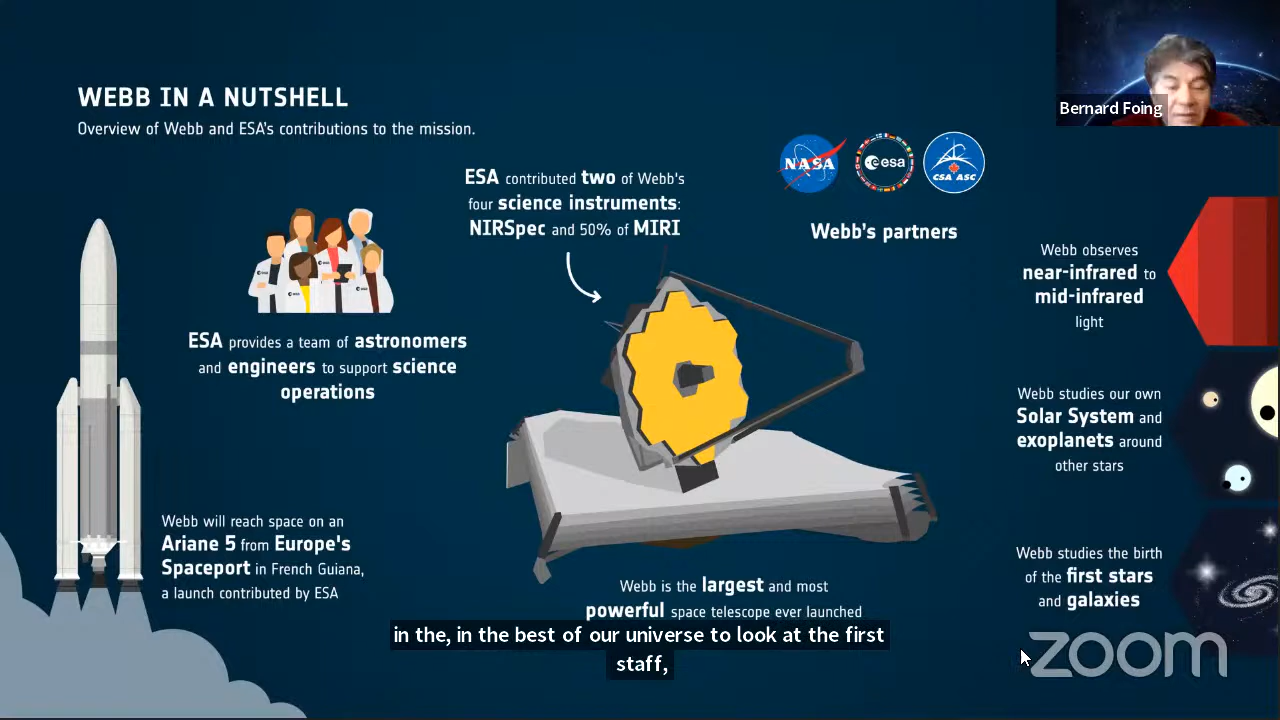 WEBB IN A NUTSHELL
Overview of Webb and ESA's contributions to the mission.
Bernard Foing
ESA contributed two of Webb's
four science instruments:
NIRSpec and 50% of MIRI
NASA
esa
CSA ASC
Webb's partners
Webb observes
near-infrared to
mid-infrared
light
ESA provides a team of astronomers
and engineers to support science
operations
Webb studies our own
Solar System and
exoplanets around
other stars
Webb will reach space on an
Ariane 5 from Europe's
Spaceport in French Guiana,
a launch contributed by ESA
Webb studies the birth
of the first stars
and galaxies
Webb is the largest and most
powerful space telescope ever launched
in the, in the best of our universe to look at the first
staff,
zoom